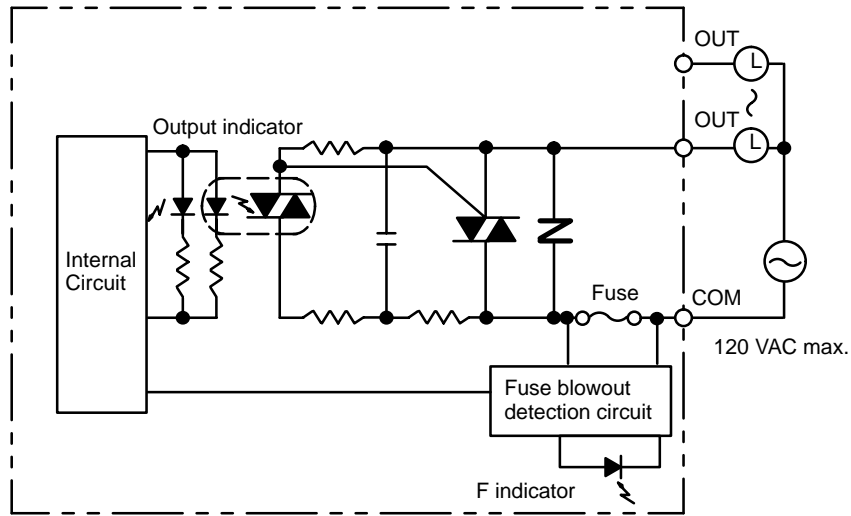 OUT
L
OUT
L
Output indicator
Internal
Circuit
Fuse
COM
120 VAC max.
Fuse blowout
detection circuit
F indicator